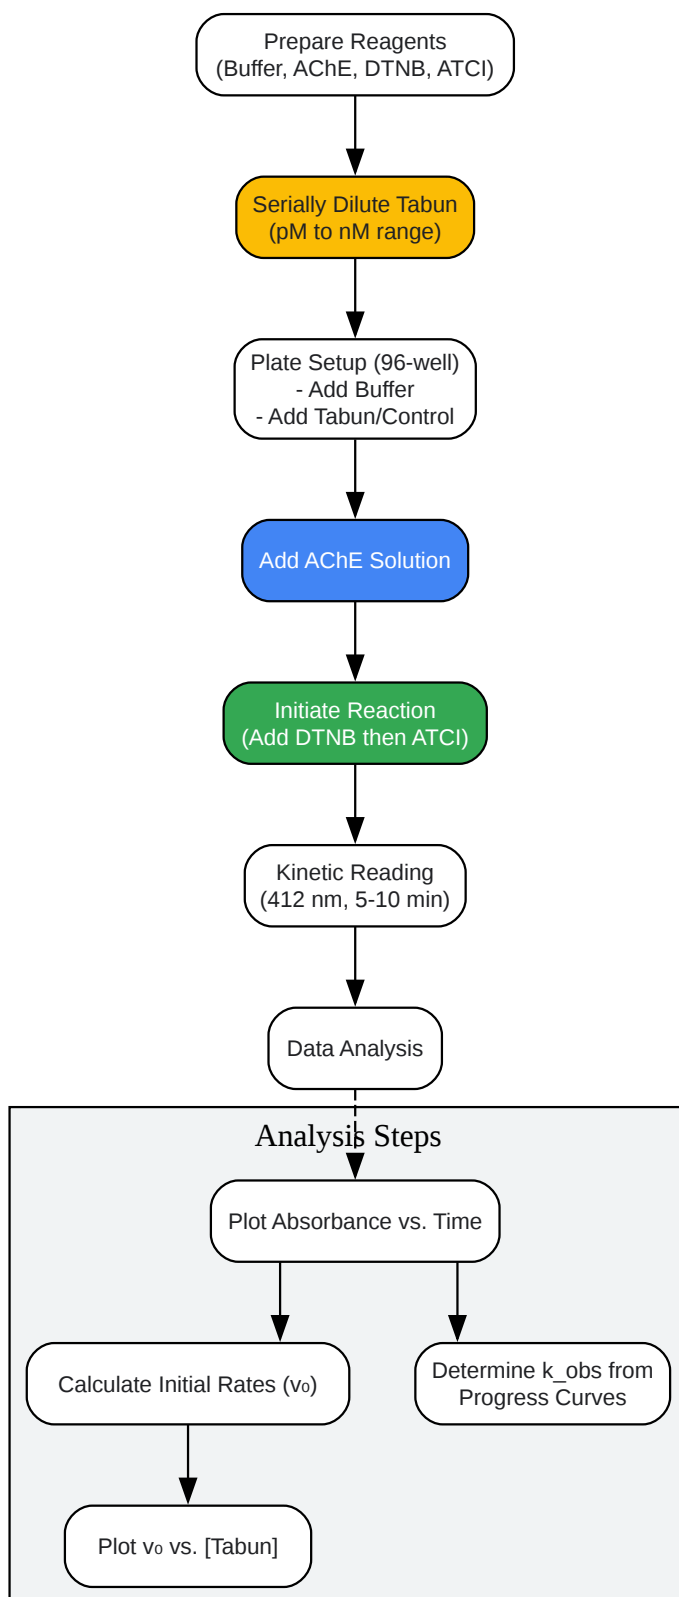 Prepare Reagents
(Buffer, AChE, DTNB, ATCI)
Serially Dilute Tabun
(pM to nM range)
Plate Setup (96-well)
- Add Buffer
- Add Tabun/Control
Add AChE Solution
Initiate Reaction
(Add DTNB then ATCI)
Kinetic Reading
(412 nm, 5-10 min)
Data Analysis
Analysis Steps
Plot Absorbance vs. Time
Calculate Initial Rates (v₀)
Determine k_obs from
Progress Curves
Plot v₀ vs. [Tabun]